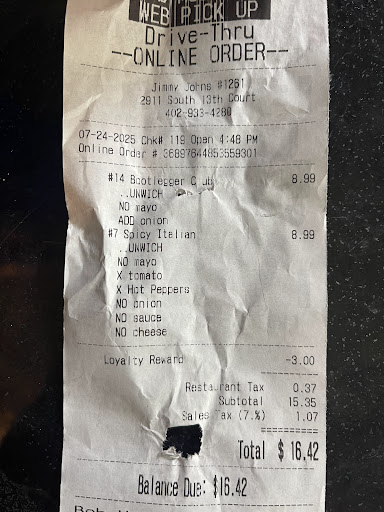 WEB PICK UP
Drive-Thru
--ONLINE ORDER--
Jimmy Johns #1261
2911 South 13th Court
402-933-4280
07-24-2025 Chk# 119 Open 4:48 PM
Online Order # 36897644853559301
#14 Bootlegger Club 8.99
..UNWICH
NO mayo
ADD onion
#7 Spicy Italian 8.99
..UNWICH
NO mayo
X tomato
X Hot Peppers
NO onion
NO sauce
NO cheese
Loyalty Reward -3.00
Restaurant Tax 0.37
Subtotal 15.35
Sales Tax (7.%) 1.07
Total $ 16.42
Balance Due: $16.42